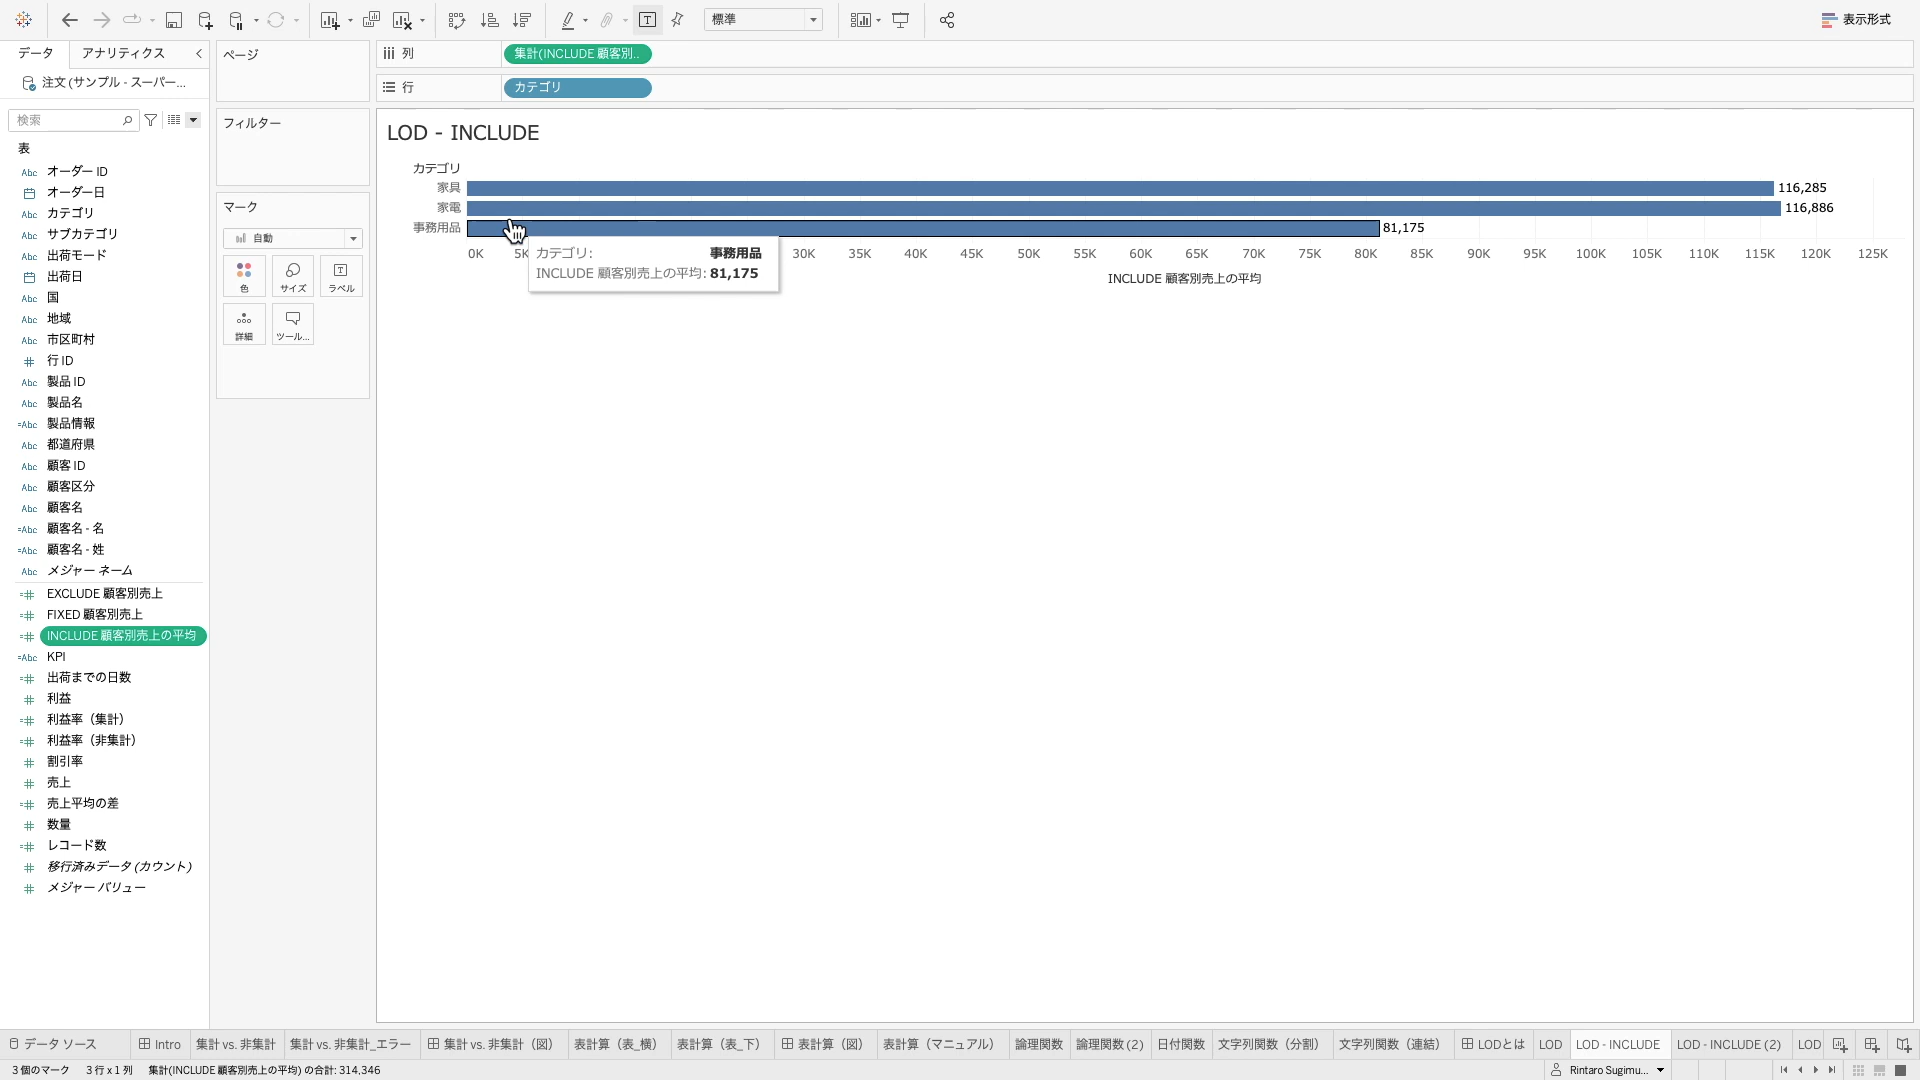 標準
表示形式
データ
アナリティクス
注文 (サンプル - スーパー...
検索
表
オーダー ID
オーダー日
カテゴリ
サブカテゴリ
出荷モード
出荷日
国
地域
市区町村
行 ID
製品 ID
製品名
製品情報
都道府県
顧客 ID
顧客区分
顧客名
顧客名 - 名
顧客名 - 姓
メジャー ネーム
EXCLUDE 顧客別売上
FIXED 顧客別売上
INCLUDE 顧客別売上の平均
KPI
出荷までの日数
利益
利益率（集計）
利益率（非集計）
割引率
売上
売上平均の差
数量
レコード数
移行済みデータ (カウント)
メジャー バリュー
ページ
フィルター
マーク
自動
色
サイズ
ラベル
詳細
ツール...
列
集計(INCLUDE 顧客別..
行
カテゴリ
LOD - INCLUDE
カテゴリ
家具 116,285
家電 116,886
事務用品 81,175
0K 5K 30K 35K 40K 45K 50K 55K 60K 65K 70K 75K 80K 85K 90K 95K 100K 105K 110K 115K 120K 125K
INCLUDE 顧客別売上の平均
カテゴリ: 事務用品
INCLUDE 顧客別売上の平均: 81,175
データ ソース
Intro
集計 vs. 非集計
集計 vs. 非集計_エラー
集計 vs. 非集計（図）
表計算（表_横）
表計算（表_下）
表計算（図）
表計算（マニュアル）
論理関数
論理関数 (2)
日付関数
文字列関数（分割）
文字列関数（連結）
LODとは
LOD
LOD - INCLUDE
LOD - INCLUDE (2)
LOD
3 個のマーク 3 行 x 1 列 集計(INCLUDE 顧客別売上の平均) の合計: 314,346
Rintaro Sugimu...